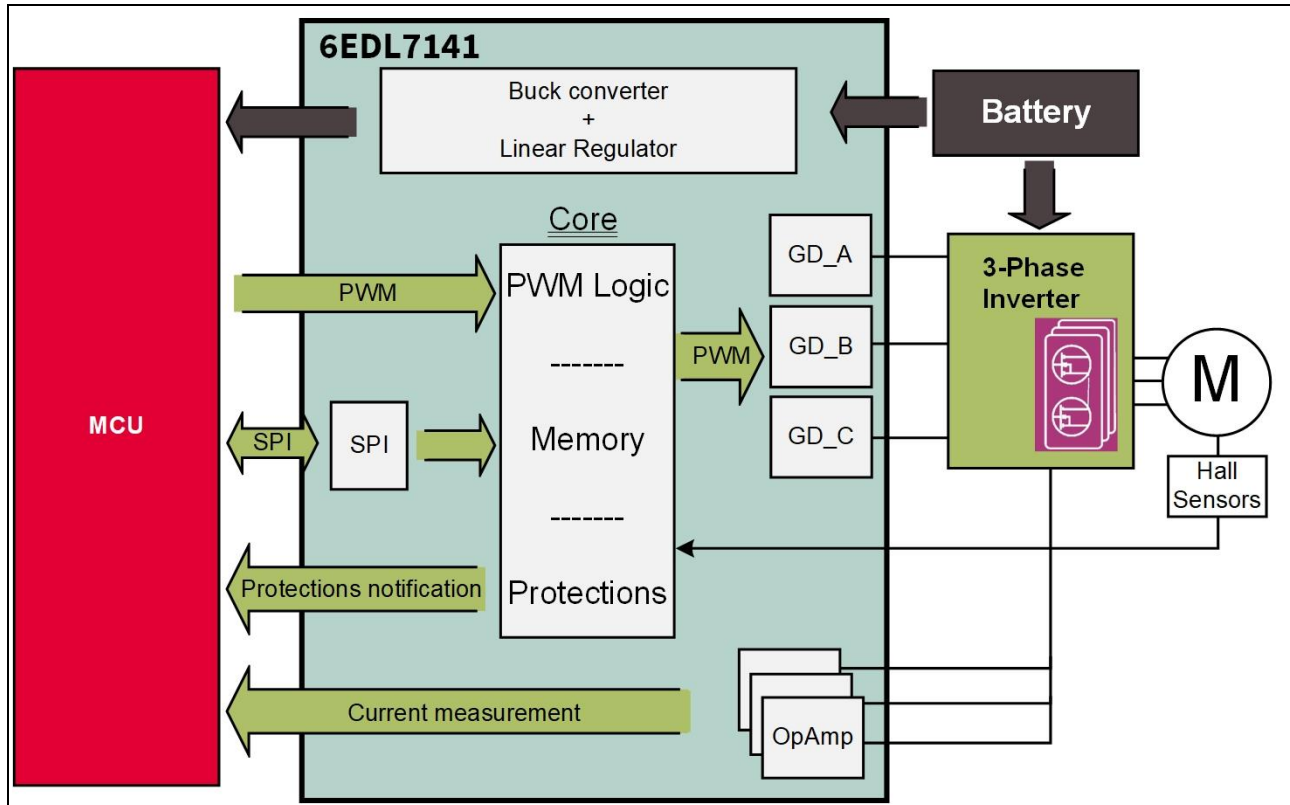 6EDL7141
Buck converter
+
Linear Regulator
Battery
Core
PWM Logic
-------
Memory
-------
Protections
GD_A
GD_B
GD_C
3-Phase
Inverter
M
Hall
Sensors
MCU
PWM
PWM
SPI
SPI
Protections notification
Current measurement
OpAmp